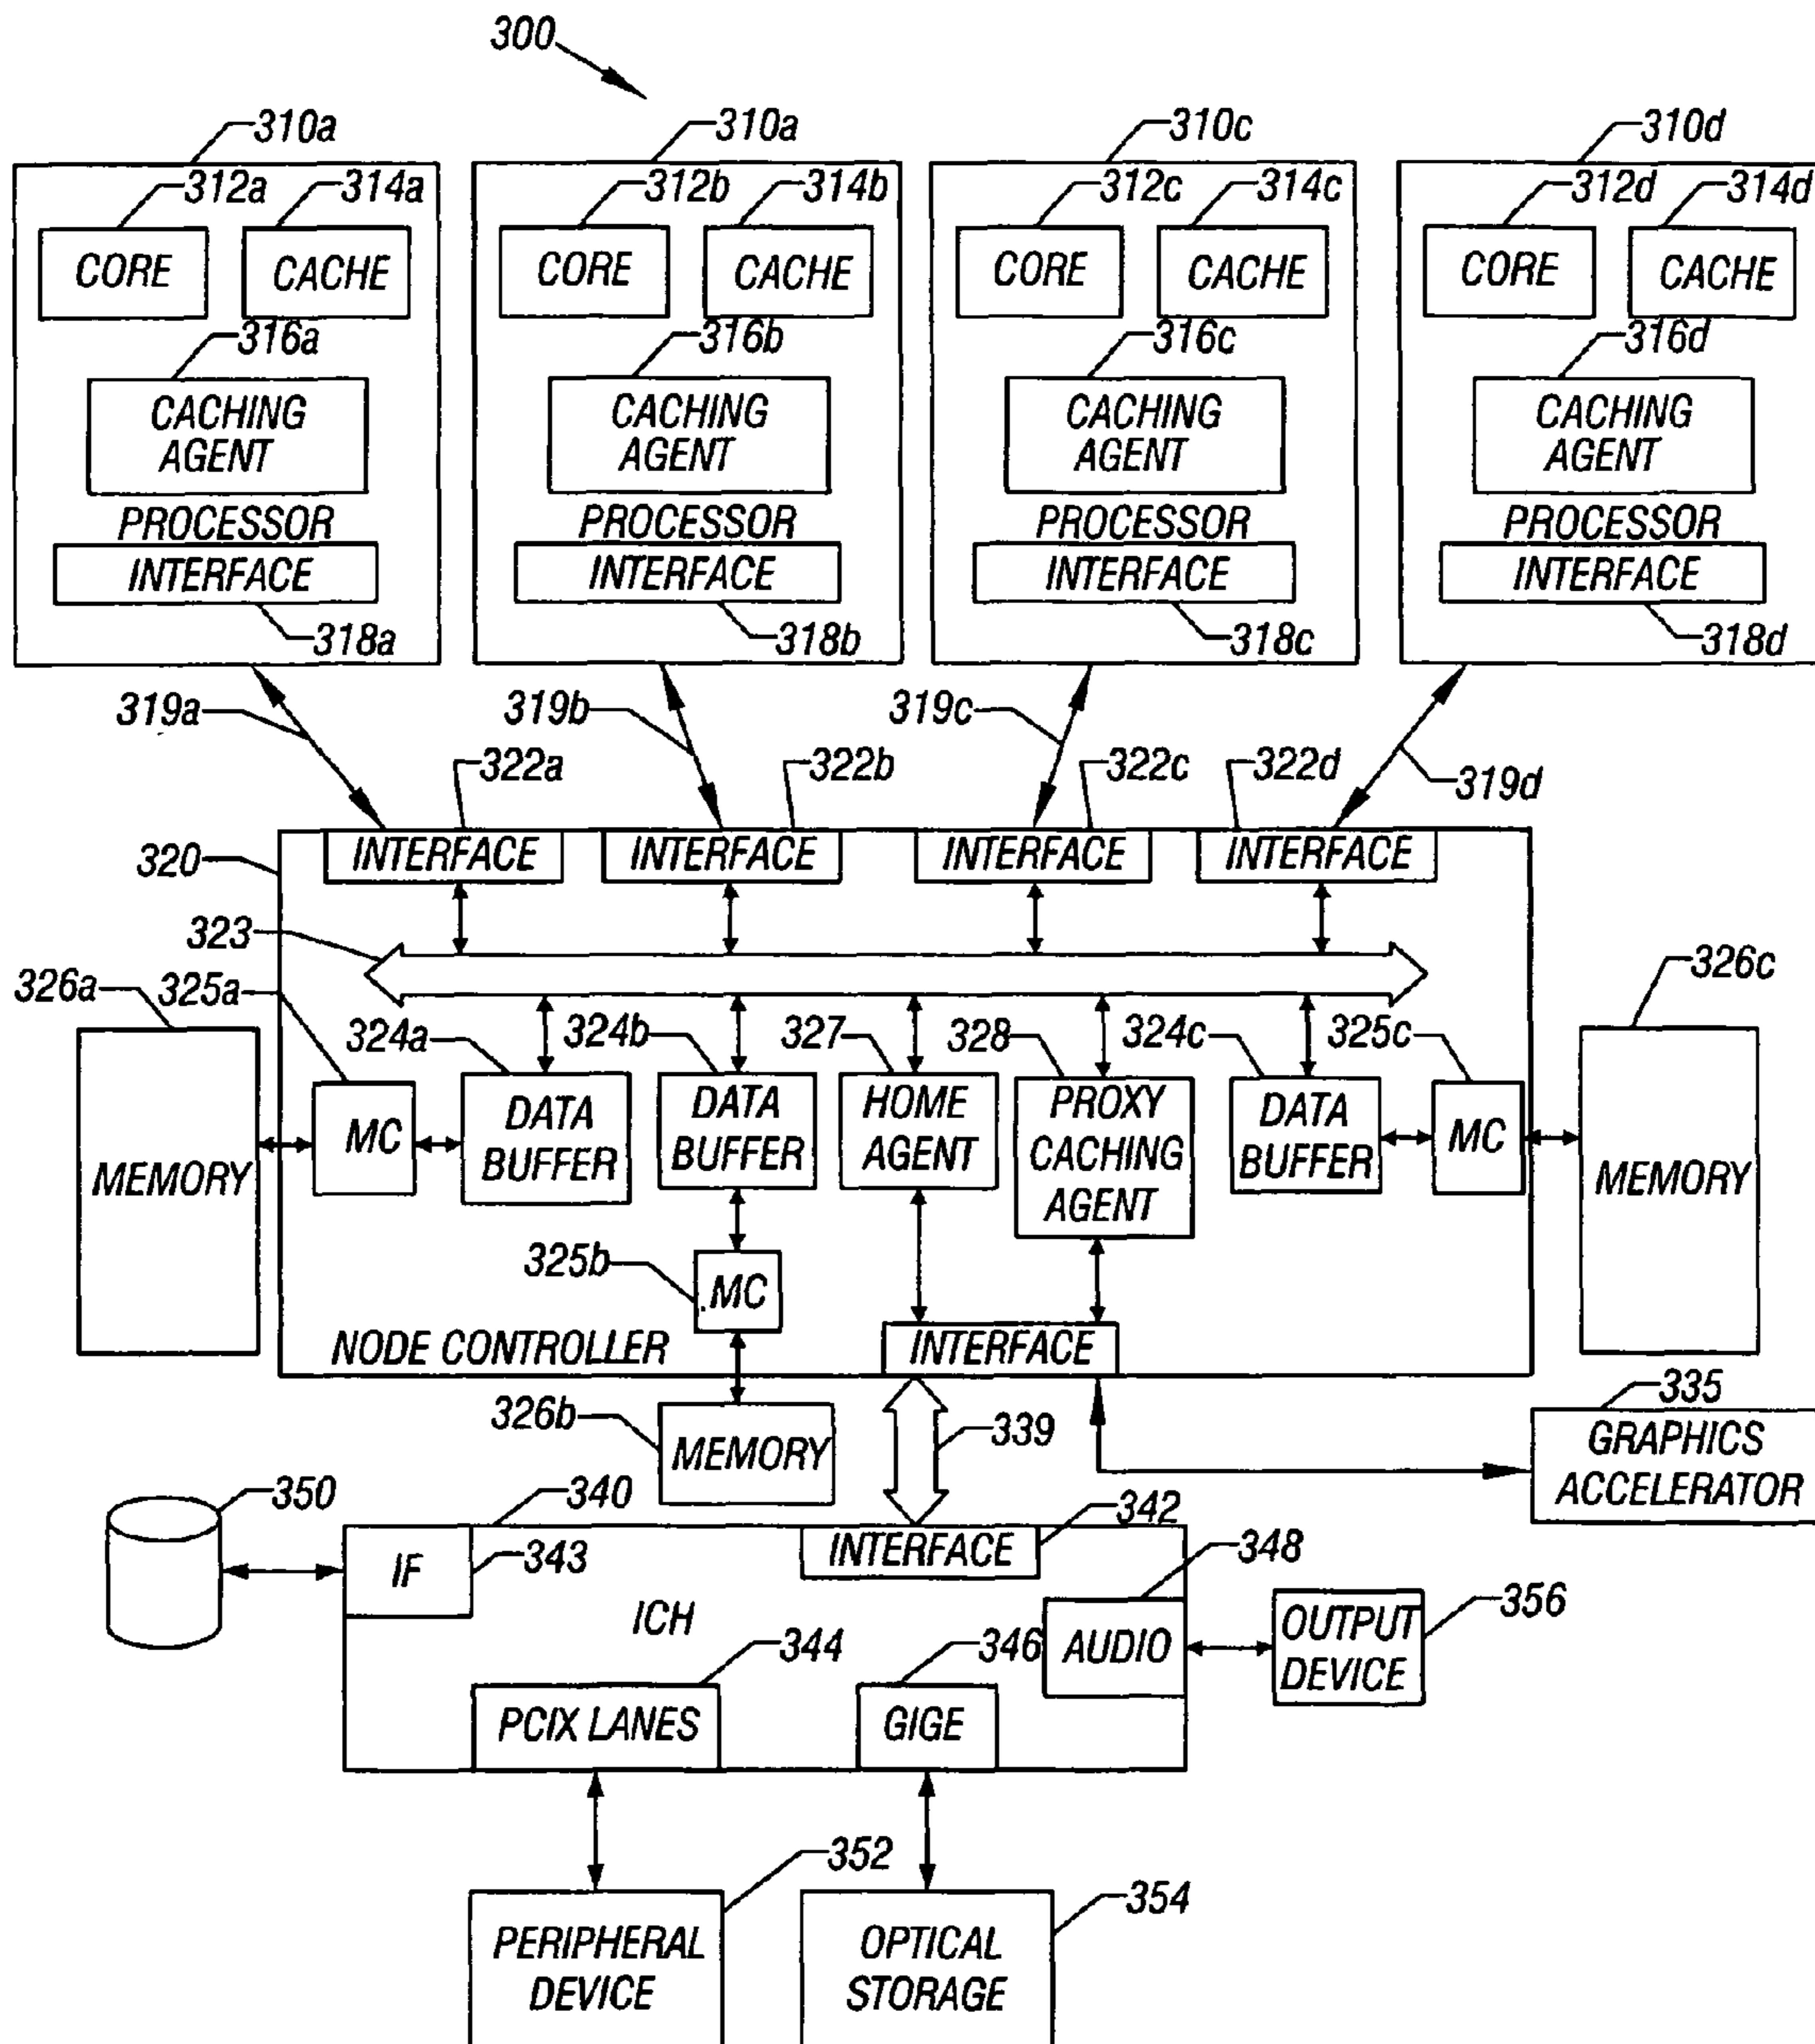 300
310a
310a
310c
310d
312a
314a
312b
314b
312c
314c
312d
314d
CORE
CACHE
CORE
CACHE
CORE
CACHE
CORE
CACHE
316a
316b
316c
316d
CACHING
AGENT
CACHING
AGENT
CACHING
AGENT
CACHING
AGENT
PROCESSOR
PROCESSOR
PROCESSOR
PROCESSOR
INTERFACE
INTERFACE
INTERFACE
INTERFACE
318a
318b
318c
318d
319a
319b
319c
319d
322a
322b
322c
322d
320
INTERFACE
INTERFACE
INTERFACE
INTERFACE
323
326a
325a
326c
324a
324b
327
328
324c
325c
MEMORY
MC
DATA
BUFFER
DATA
BUFFER
HOME
AGENT
PROXY
CACHING
AGENT
DATA
BUFFER
MC
MEMORY
325b
MC
NODE CONTROLLER
INTERFACE
326b
MEMORY
339
335
GRAPHICS
ACCELERATOR
350
340
342
IF
343
INTERFACE
348
ICH
AUDIO
OUTPUT
DEVICE
356
344
346
PCIX LANES
GIGE
352
354
PERIPHERAL
DEVICE
OPTICAL
STORAGE